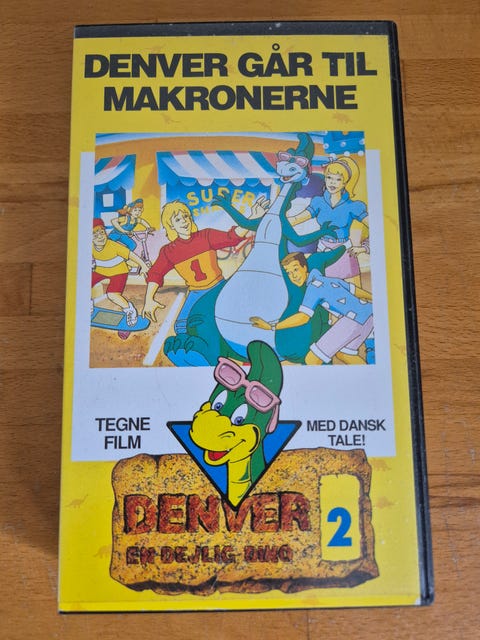 DENVER GÅR TIL
MAKRONERNE
SUPER
TEGNE
FILM
MED DANSK
TALE!
DENVER
EN DEJLIG DINO
2
1